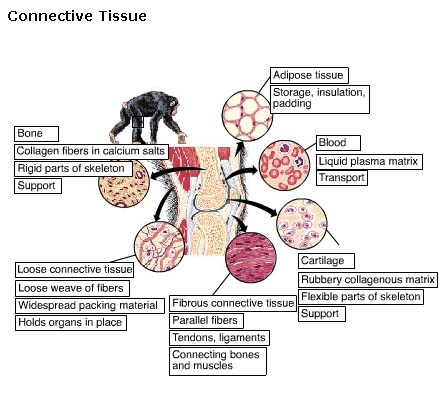 Connective Tissue
Adipose tissue
Storage, insulation,
padding
Bone
Collagen fibers in calcium salts
Rigid parts of skeleton
Support
Blood
Liquid plasma matrix
Transport
Loose connective tissue
Loose weave of fibers
Widespread packing material
Holds organs in place
Fibrous connective tissue
Parallel fibers
Tendons, ligaments
Connecting bones
and muscles
Cartilage
Rubbery collagenous matrix
Flexible parts of skeleton
Support